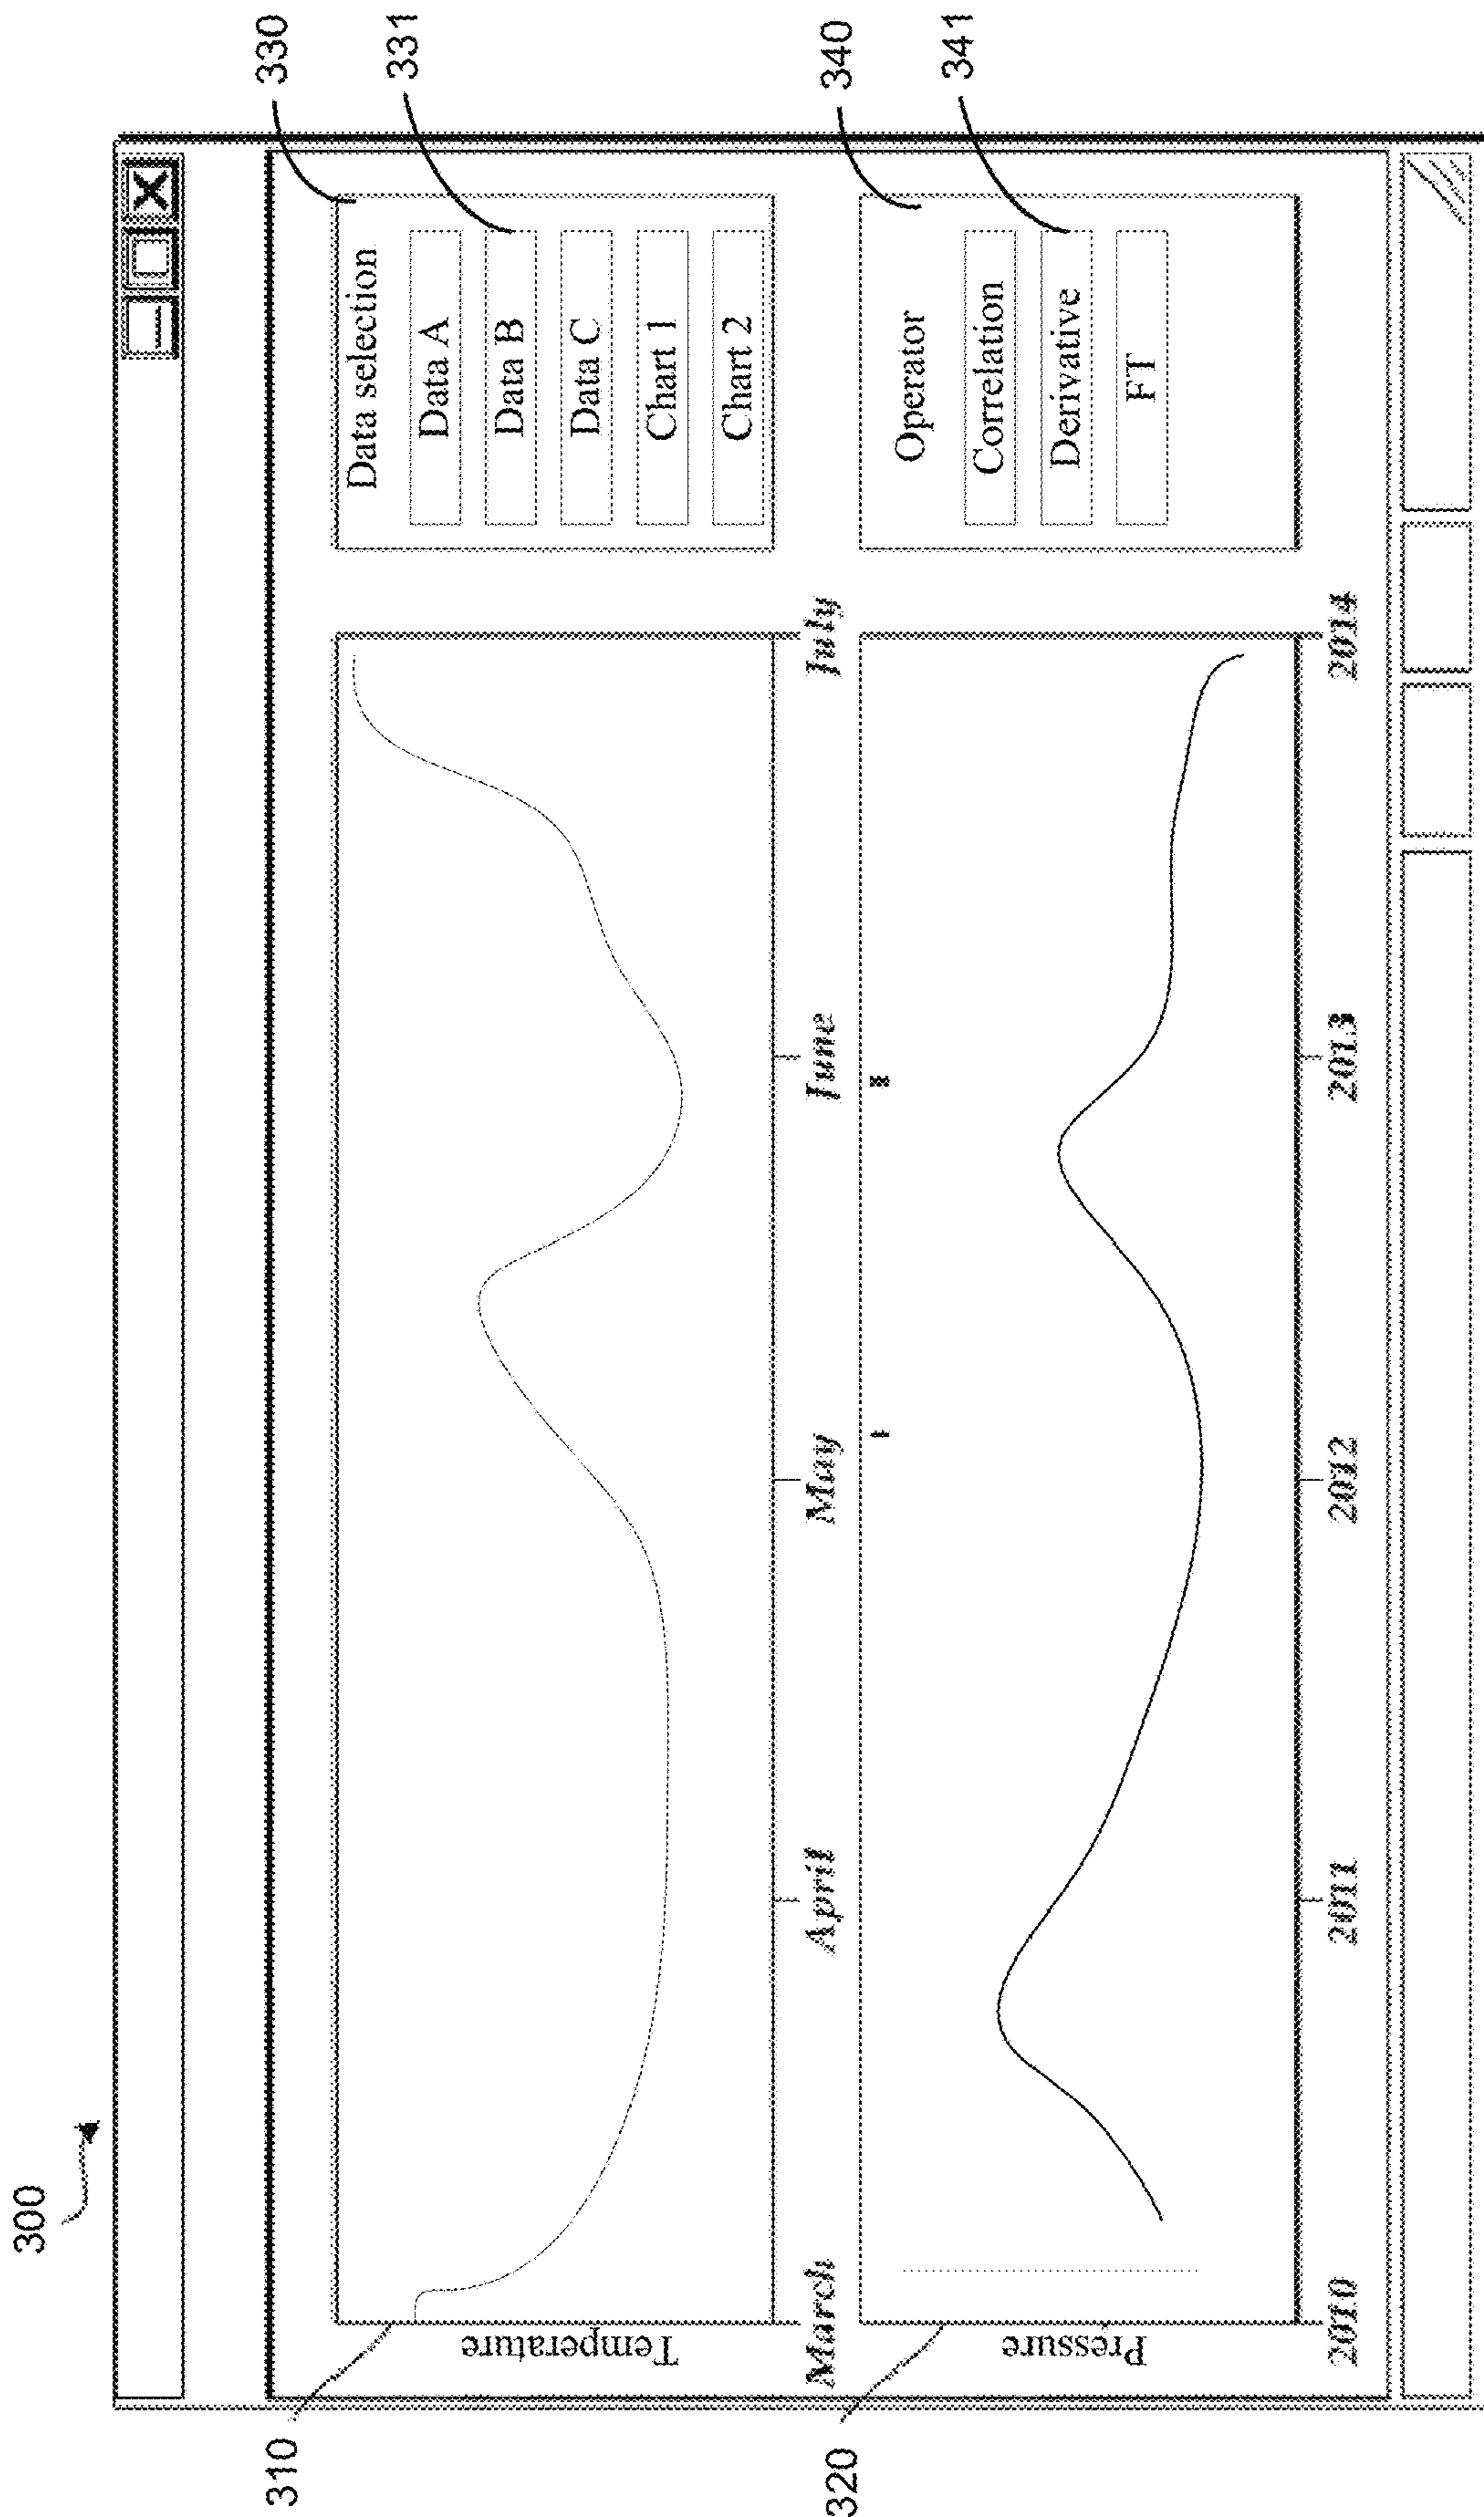 300
330
Data selection
Data A
331
Data B
Data C
Chart 1
Chart 2
310
Temperature
March
April
May
June
July
340
Operator
Correlation
341
Derivative
FT
320
Pressure
2010
2011
2012
2013
2014